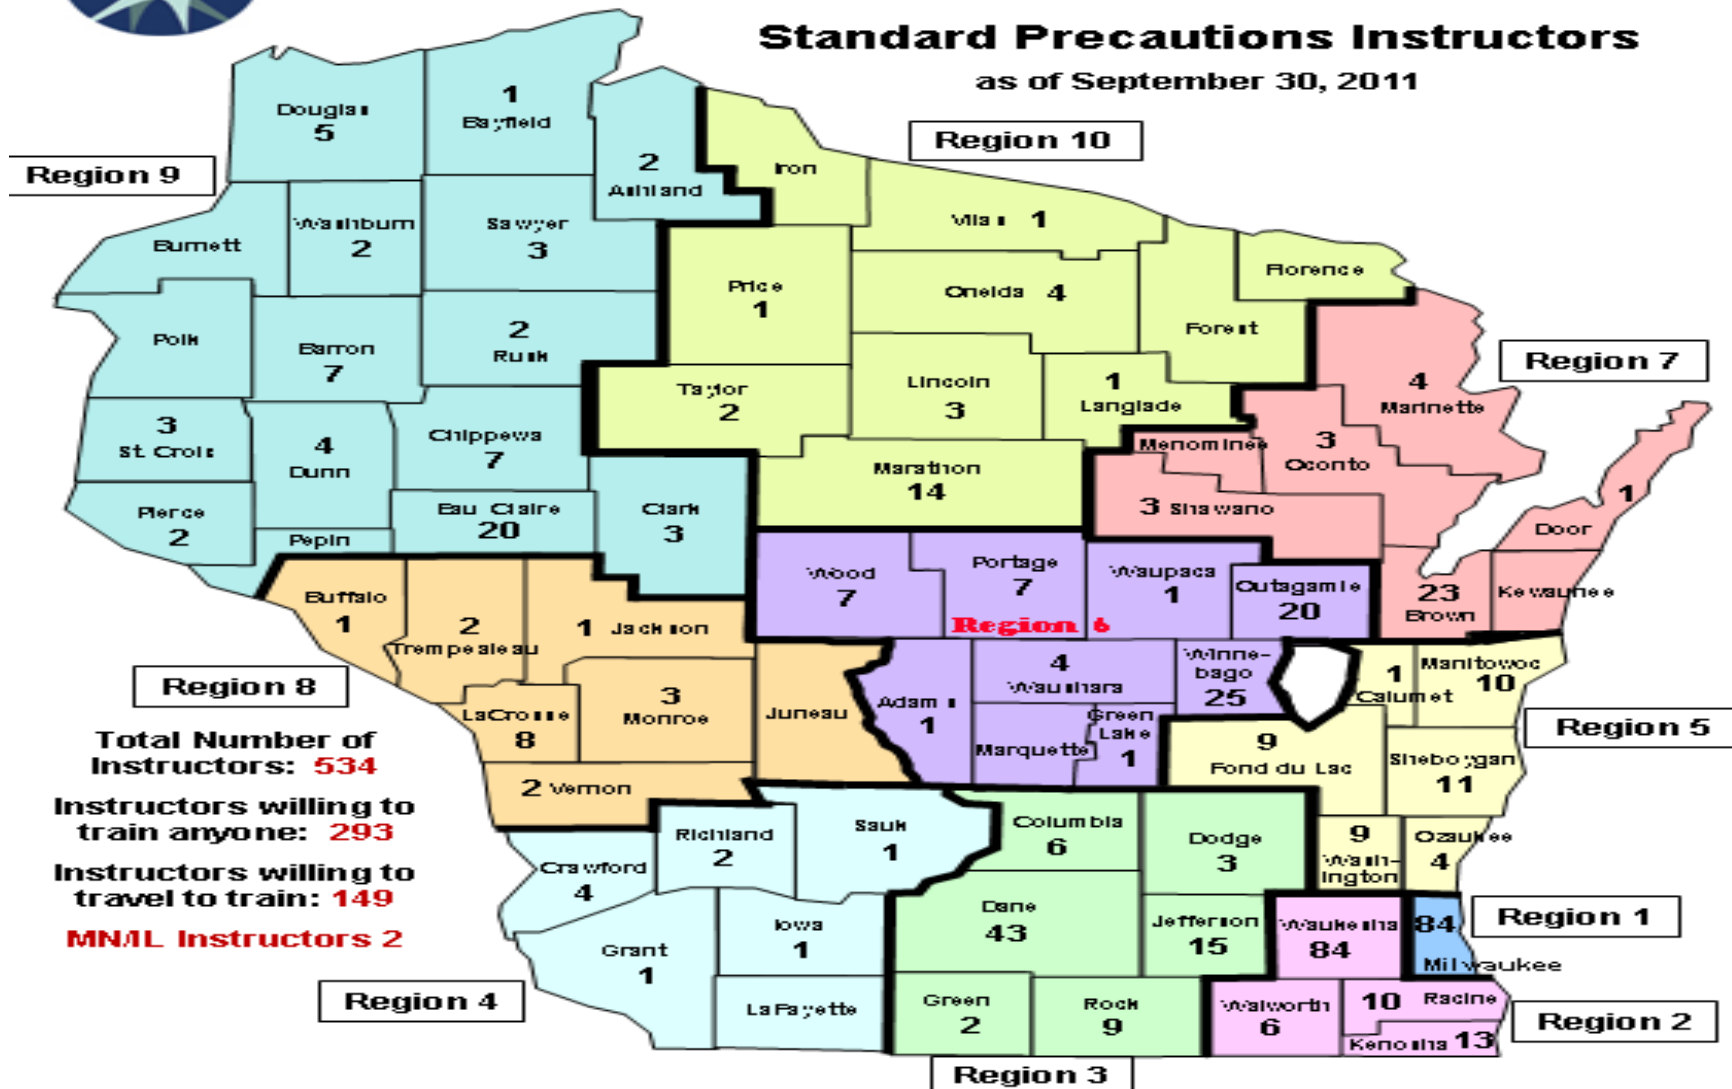 Standard Precautions Instructors
as of September 30, 2011
Region 9
Douglas
5
1
Bayfield
2
Ashland
Burnett
Washburn
2
Sawyer
3
Polk
Barron
7
2
Rusk
3
St. Croix
4
Dunn
Chippewa
7
Pierce
2
Pepin
Eau Claire
20
Clark
3
Region 10
Iron
Vilas 1
Price
1
Oneida 4
Florence
Forest
Taylor
2
Lincoln
3
1
Langlade
Marathon
14
Region 7
4
Marinette
Menominee
3
Oconto
3 Shawano
1
Door
23
Brown
Kewaunee
Wood
7
Portage
7
Waupaca
1
Outagamie
20
Region 6
Adams
1
4
Waushara
Winne-
bago
25
Marquette
Green
Lake
1
Region 8
Buffalo
1
2
Trempealeau
1 Jackson
LaCrosse
8
3
Monroe
Juneau
2 Vernon
Region 5
1
Calumet
Manitowoc
10
9
Fond du Lac
Sheboygan
11
9
Wash-
ington
Ozaukee
4
Total Number of
Instructors: 534
Instructors willing to
train anyone: 293
Instructors willing to
travel to train: 149
MN/IL Instructors 2
Region 4
Crawford
4
Richland
2
Sauk
1
Grant
1
Iowa
1
LaFayette
Region 3
Columbia
6
Dodge
3
Dane
43
Jefferson
15
Green
2
Rock
9
Region 1
84
Milwaukee
Region 2
Waukesha
84
Walworth
6
10 Racine
Kenosha 13